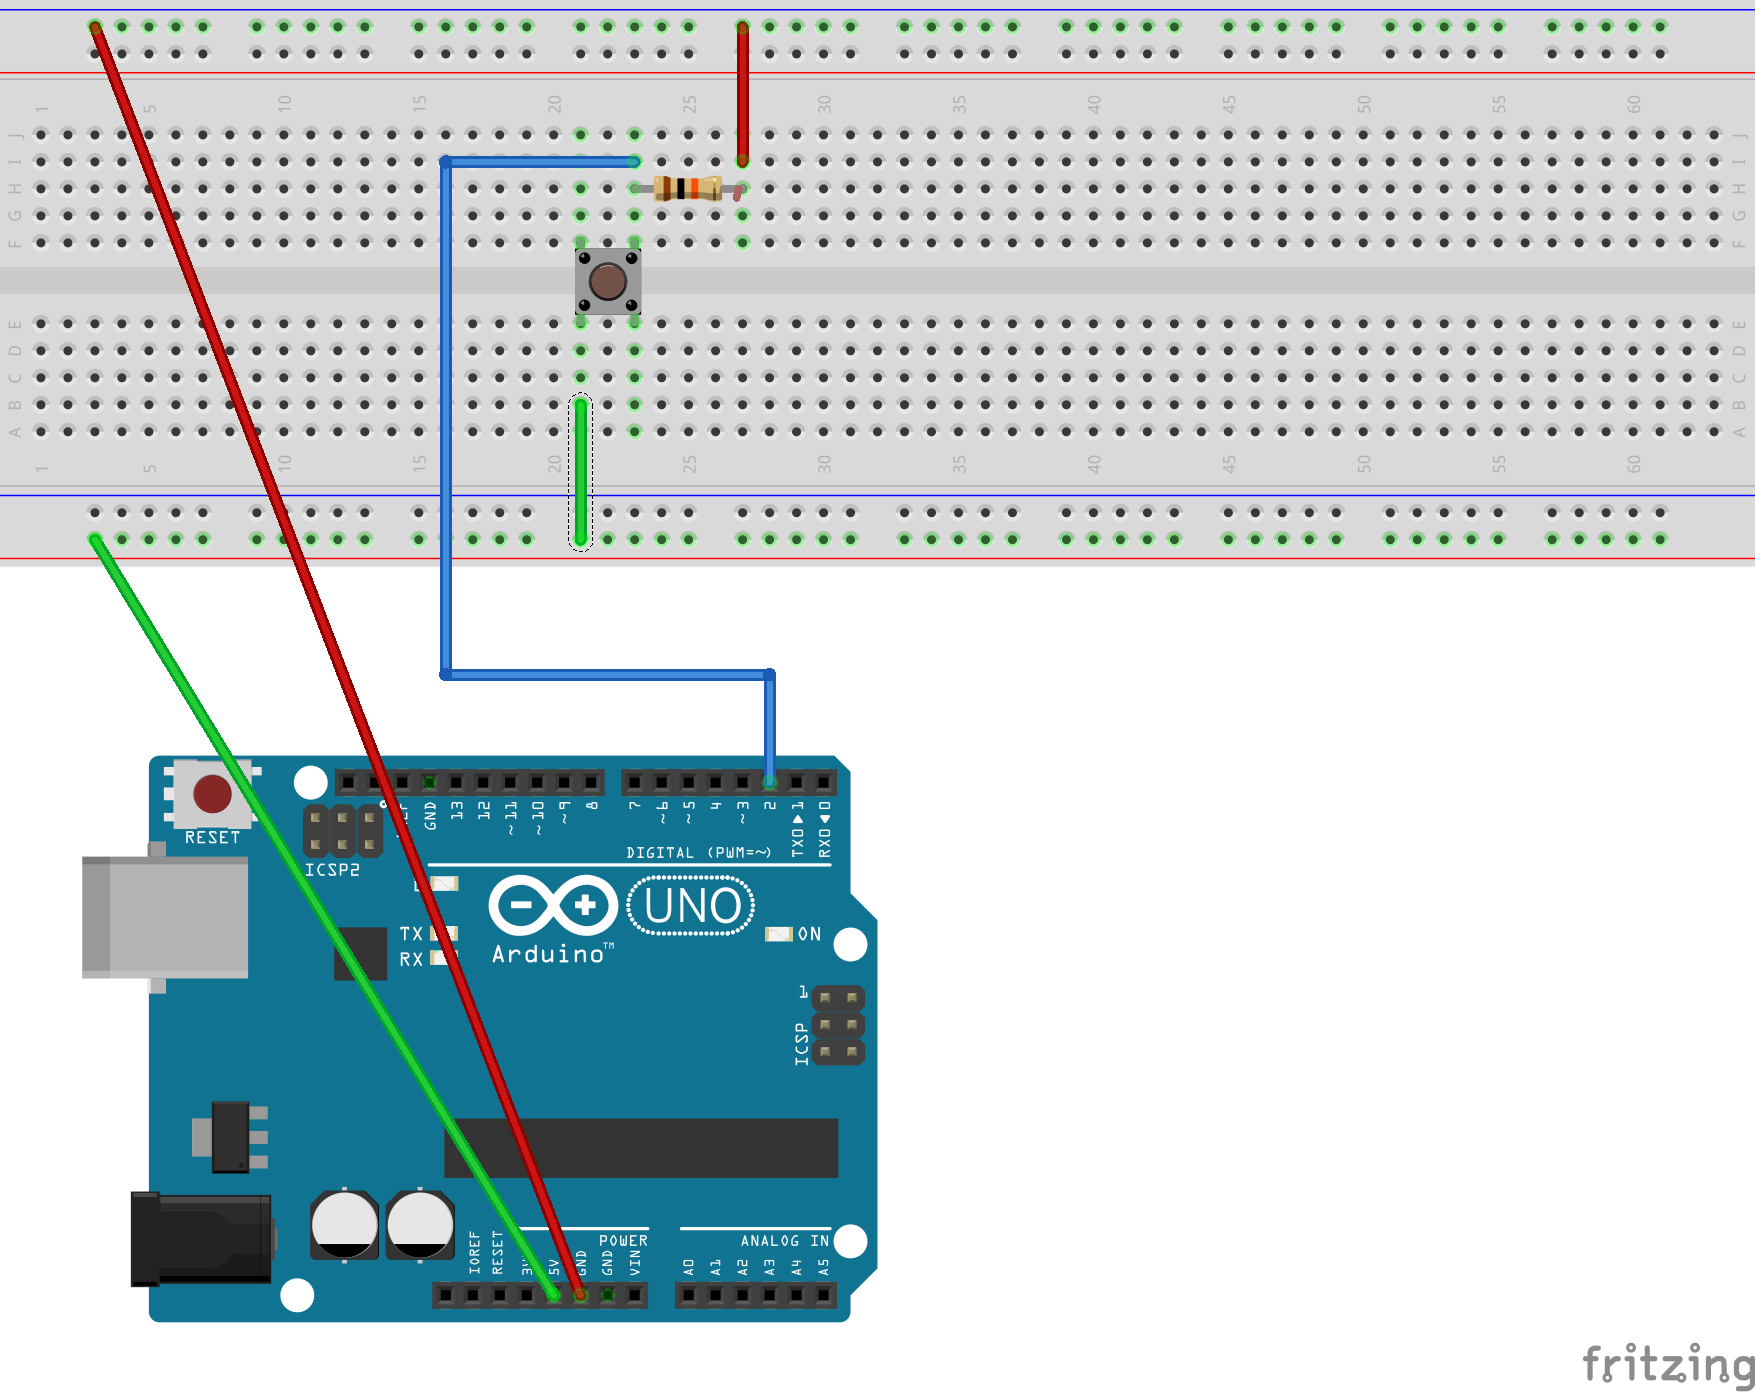 1 5 10 15 20 25 30 35 40 45 50 55 60
J J
I I
H H
G G
F F
E E
D D
C C
B B
A A
1 5 10 15 20 25 30 35 40 45 50 55 60
RESET
ICSP2
GND 13 12 ~11 ~10 ~9 8 7 ~6 ~5 4 ~3 2 TX0▶1 RX0◀0
DIGITAL (PWM=~)
TX
RX
UNO
Arduino™
ON
1
ICSP
POWER
ANALOG IN
IOREF RESET 5V GND GND VIN A0 A1 A2 A3 A4 A5
fritzing